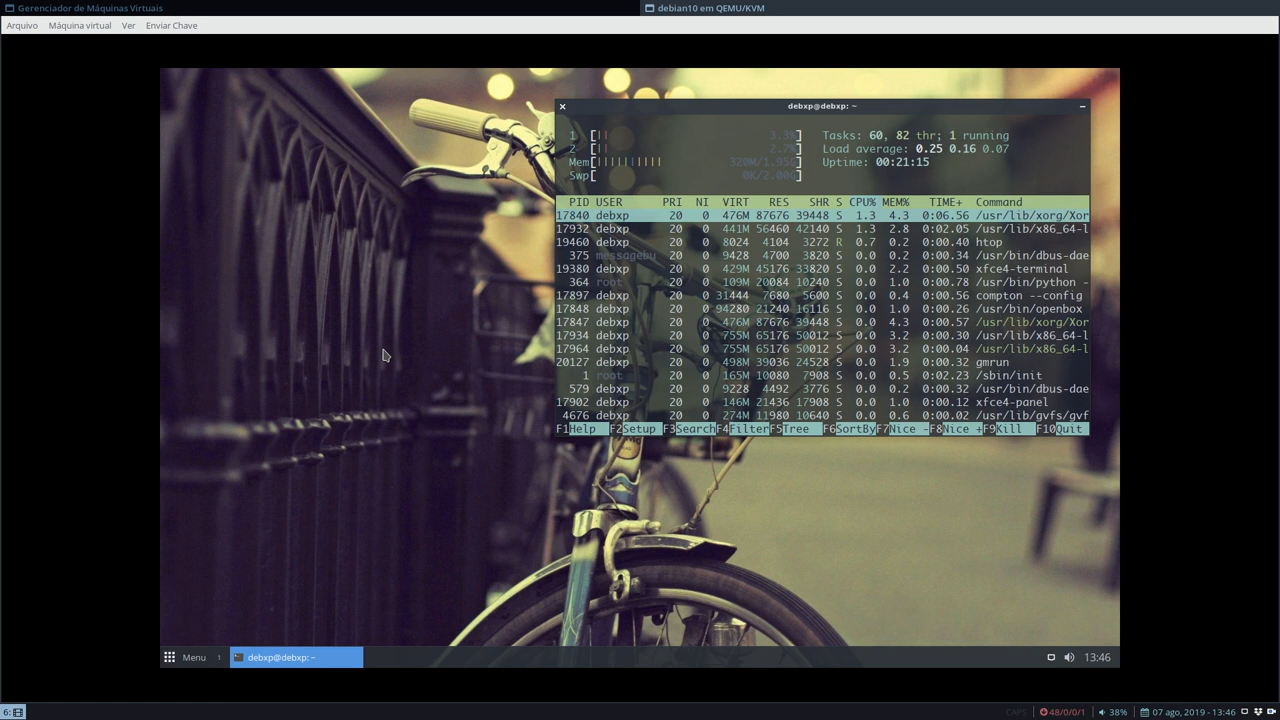 Gerenciador de Máquinas Virtuais debian10 em QEMU/KVM
Arquivo Máquina virtual Ver Enviar Chave
debxp@debxp: ~
1 [|| 3.3%] Tasks: 60, 82 thr; 1 running
2 [|| 2.7%] Load average: 0.25 0.16 0.07
Mem[|||||||||| 320M/1.95G] Uptime: 00:21:15
Swp[ 0K/2.00G]
PID USER PRI NI VIRT RES SHR S CPU% MEM% TIME+ Command
17840 debxp 20 0 476M 87676 39448 S 1.3 4.3 0:06.56 /usr/lib/xorg/Xor
17932 debxp 20 0 441M 56460 42140 S 1.3 2.8 0:02.05 /usr/lib/x86_64-l
19460 debxp 20 0 8024 4104 3272 R 0.7 0.2 0:00.40 htop
375 messagebu 20 0 9428 4700 3820 S 0.0 0.2 0:00.34 /usr/bin/dbus-dae
19380 debxp 20 0 429M 45176 33820 S 0.0 2.2 0:00.50 xfce4-terminal
364 root 20 0 109M 20084 10240 S 0.0 1.0 0:00.78 /usr/bin/python -
17897 debxp 20 0 31444 7680 5600 S 0.0 0.4 0:00.56 compton --config
17848 debxp 20 0 94280 21240 16116 S 0.0 1.0 0:00.26 /usr/bin/openbox
17847 debxp 20 0 476M 87676 39448 S 0.0 4.3 0:00.57 /usr/lib/xorg/Xor
17934 debxp 20 0 755M 65176 50012 S 0.0 3.2 0:00.30 /usr/lib/x86_64-l
17964 debxp 20 0 755M 65176 50012 S 0.0 3.2 0:00.04 /usr/lib/x86_64-l
20127 debxp 20 0 498M 39036 24528 S 0.0 1.9 0:00.32 gmrun
1 root 20 0 165M 10080 7908 S 0.0 0.5 0:02.23 /sbin/init
579 debxp 20 0 9228 4492 3776 S 0.0 0.2 0:00.32 /usr/bin/dbus-dae
17902 debxp 20 0 146M 21436 17908 S 0.0 1.0 0:00.12 xfce4-panel
4676 debxp 20 0 274M 11980 10640 S 0.0 0.6 0:00.02 /usr/lib/gvfs/gvf
F1Help F2Setup F3SearchF4FilterF5Tree F6SortByF7Nice -F8Nice +F9Kill F10Quit
Menu 1 debxp@debxp: ~ 13:46
6: CAPS 48/0/0/1 38% 07 ago, 2019 - 13:46